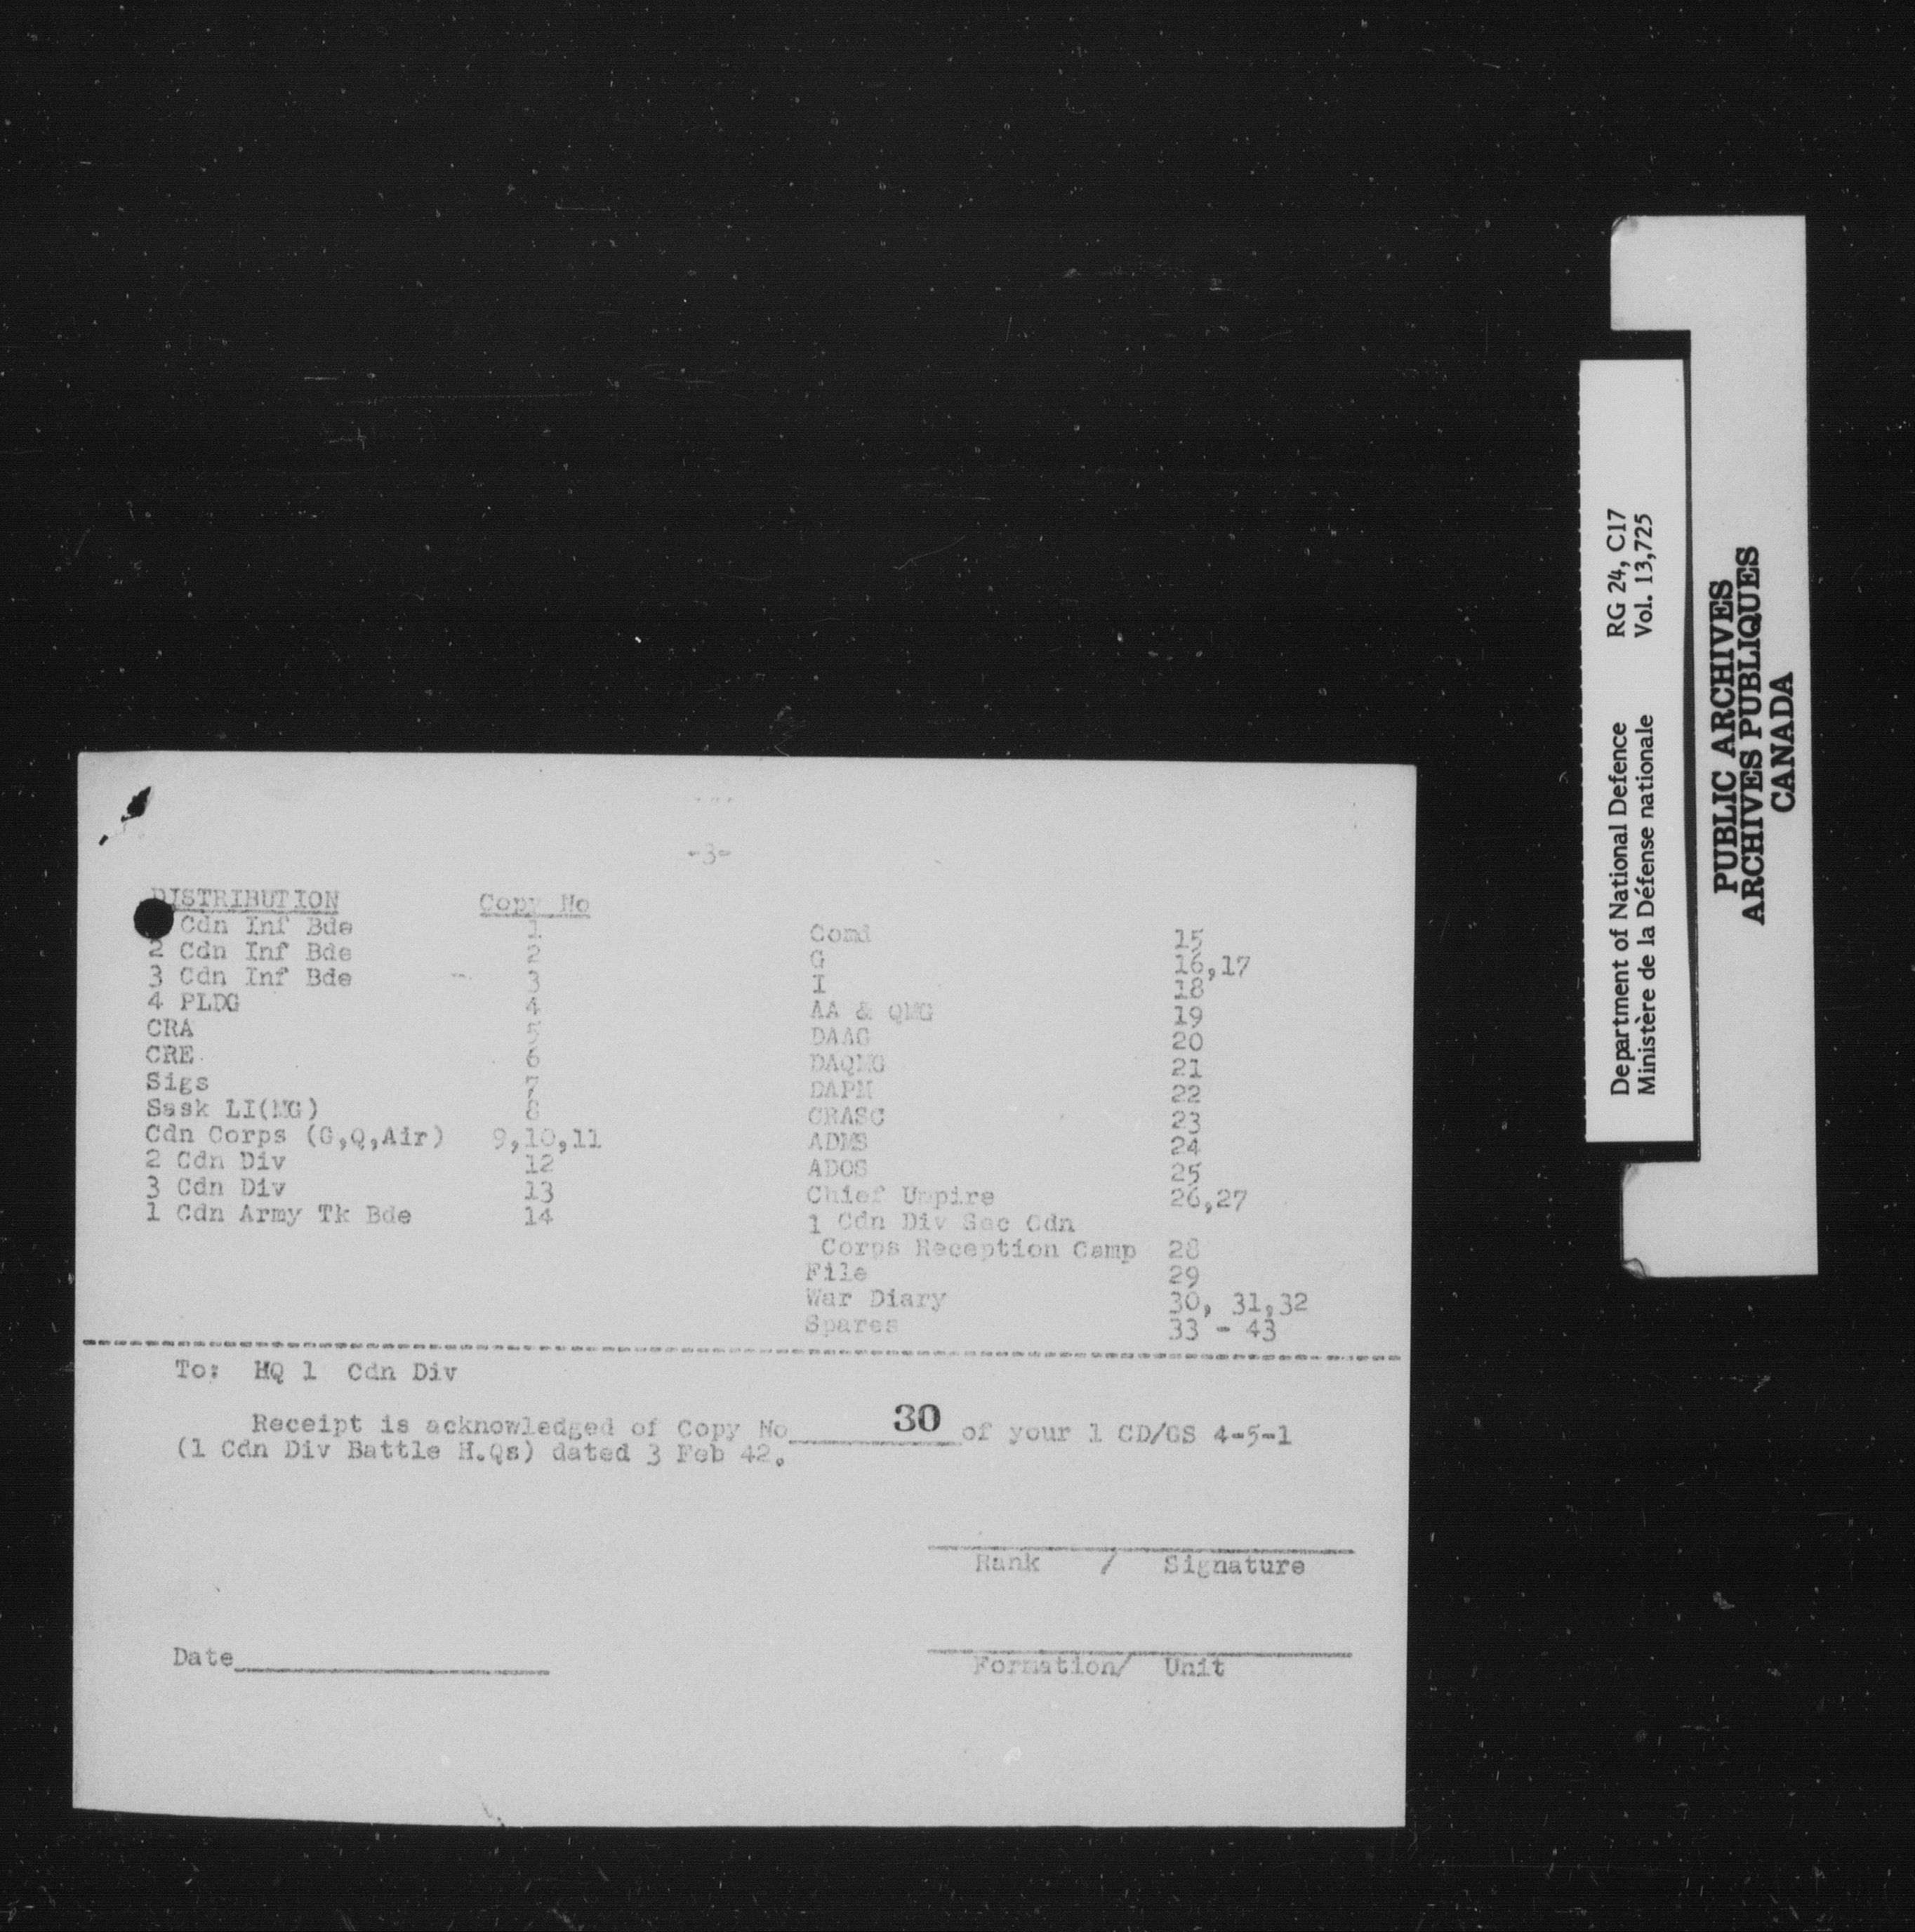 -3-
DISTRIBUTION Copy No
Cdn Inf Bde 1
2 Cdn Inf Bde 2
3 Cdn Inf Bde 3
4 PLDG 4
CRA 5
CRE 6
Sigs 7
Sask LI(MG) 8
Cdn Corps (G,Q,Air) 9,10,11
2 Cdn Div 12
3 Cdn Div 13
1 Cdn Army Tk Bde 14
Comd 15
G 16,17
I 18
AA & QMG 19
DAAG 20
DAQMG 21
DAPM 22
CRASC 23
ADMS 24
ADOS 25
Chief Umpire 26,27
1 Cdn Div Sec Cdn
Corps Reception Camp 28
File 29
War Diary 30, 31,32
Spares 33 - 43
To: HQ 1 Cdn Div
Receipt is acknowledged of Copy No 30 of your 1 CD/GS 4-5-1
(1 Cdn Div Battle H.Qs) dated 3 Feb 42.
Rank / Signature
Date
Formation/ Unit
Department of National Defence RG 24, C17
Ministère de la Défense nationale Vol. 13,725
PUBLIC ARCHIVES
ARCHIVES PUBLIQUES
CANADA